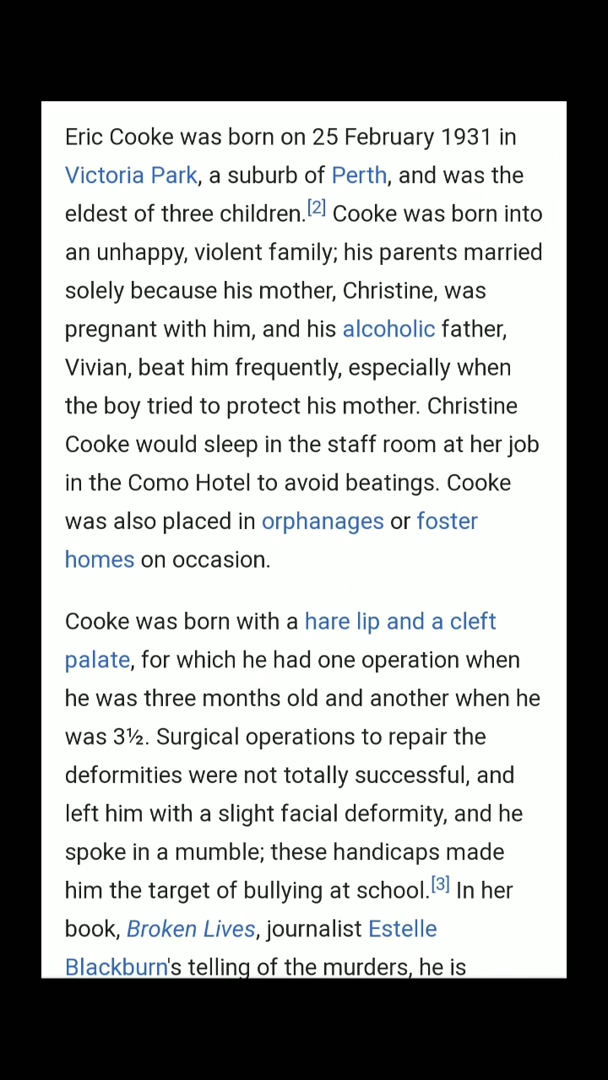 Eric Cooke was born on 25 February 1931 in
Victoria Park, a suburb of Perth, and was the
eldest of three children.[2] Cooke was born into
an unhappy, violent family; his parents married
solely because his mother, Christine, was
pregnant with him, and his alcoholic father,
Vivian, beat him frequently, especially when
the boy tried to protect his mother. Christine
Cooke would sleep in the staff room at her job
in the Como Hotel to avoid beatings. Cooke
was also placed in orphanages or foster
homes on occasion.
Cooke was born with a hare lip and a cleft
palate, for which he had one operation when
he was three months old and another when he
was 3½. Surgical operations to repair the
deformities were not totally successful, and
left him with a slight facial deformity, and he
spoke in a mumble; these handicaps made
him the target of bullying at school.[3] In her
book, Broken Lives, journalist Estelle
Blackburn's telling of the murders, he is